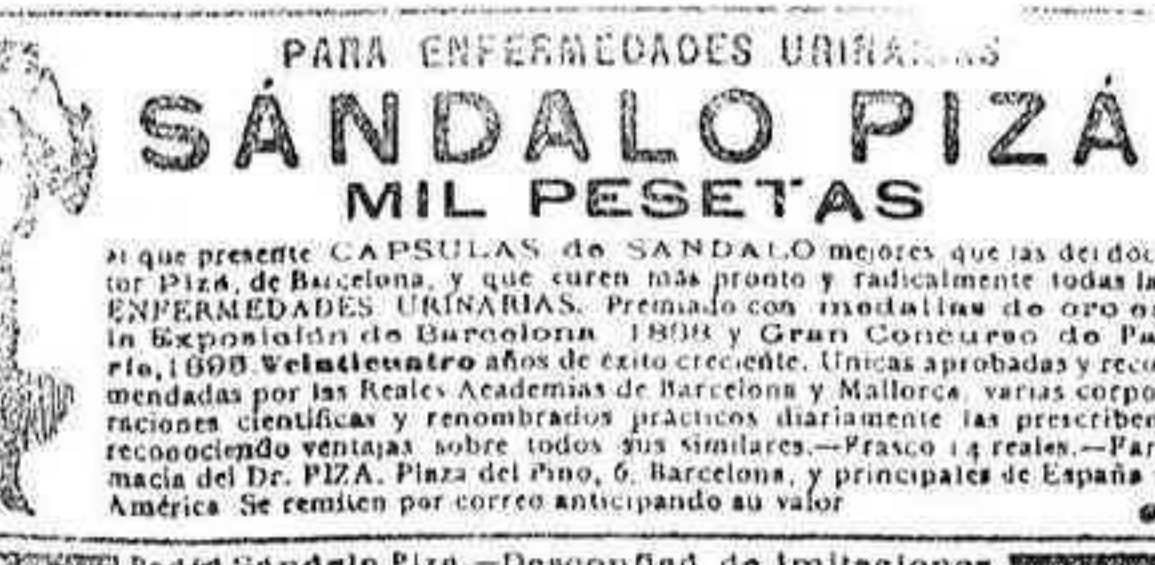 PARA ENFERMEDADES URINARIAS
SÁNDALO PIZÁ
MIL PESETAS
al que presente CAPSULAS de SANDALO mejores que las del doc
tor Pizá, de Barcelona, y que curen más pronto y radicalmente todas la
ENFERMEDADES URINARIAS. Premiado con medallas de oro en
la Exposición de Barcelona 1888 y Gran Concurso de Pa
rís, 1895 Veinticuatro años de éxito creciente. Unicas aprobadas y reco
mendadas por las Reales Academias de Barcelona y Mallorca, varias corpo
raciones científicas y renombrados prácticos diariamente las prescriben
reconociendo ventajas sobre todos sus similares.—Frasco 14 reales.—Far
macia del Dr. PIZA. Plaza del Pino, 6, Barcelona, y principales de España
América Se remiten por correo anticipando su valor
Pedid Sándalo Pizá.—Desconfiad de imitaciones